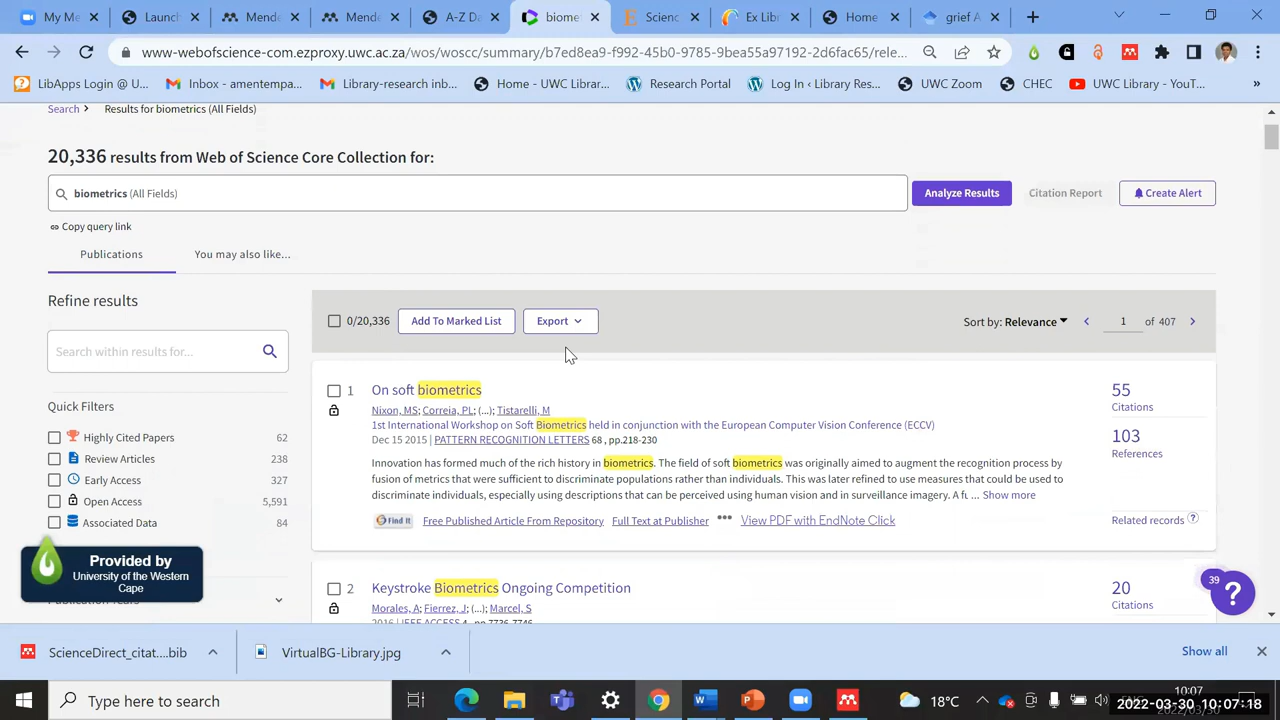 Launch
Mende
Mende
A-Z Da
biome
Scienc
Ex Lib
Home
grief A
www-webofscience-com.ezproxy.uwc.ac.za/wos/woscc/summary/b7ed8ea9-f992-45b0-9785-9bea55a97192-2d6fac65/rele...
LibApps Login @ U...
Inbox - amentempa...
Library-research inb...
Home - UWC Librar...
Research Portal
Log In ‹ Library Res...
UWC Zoom
CHEC
UWC Library - YouT...
»
Search > Results for biometrics (All Fields)
20,336 results from Web of Science Core Collection for:
biometrics (All Fields)
Analyze Results
Citation Report
Create Alert
Copy query link
Publications
You may also like...
Refine results
0/20,336
Add To Marked List
Export
Sort by: Relevance
1 of 407
Search within results for...
Quick Filters
Highly Cited Papers 62
Review Articles 238
Early Access 327
Open Access 5,591
Associated Data 84
Provided by
University of the Western
Cape
1 On soft biometrics
Nixon, MS; Correia, PL; (...); Tistarelli, M
1st International Workshop on Soft Biometrics held in conjunction with the European Computer Vision Conference (ECCV)
Dec 15 2015 | PATTERN RECOGNITION LETTERS 68 , pp.218-230
Innovation has formed much of the rich history in biometrics. The field of soft biometrics was originally aimed to augment the recognition process by
fusion of metrics that were sufficient to discriminate populations rather than individuals. This was later refined to use measures that could be used to
discriminate individuals, especially using descriptions that can be perceived using human vision and in surveillance imagery. A fu ... Show more
Find It
Free Published Article From Repository
Full Text at Publisher
•••
View PDF with EndNote Click
55
Citations
103
References
Related records ?
2 Keystroke Biometrics Ongoing Competition
Morales, A; Fierrez, J; (...); Marcel, S
2016 | IEEE ACCESS 4 , pp.7736-7746
20
Citations
39
?
ScienceDirect_citat....bib
VirtualBG-Library.jpg
Show all
Type here to search
18°C
10:07
2022-03-30 10:07:18